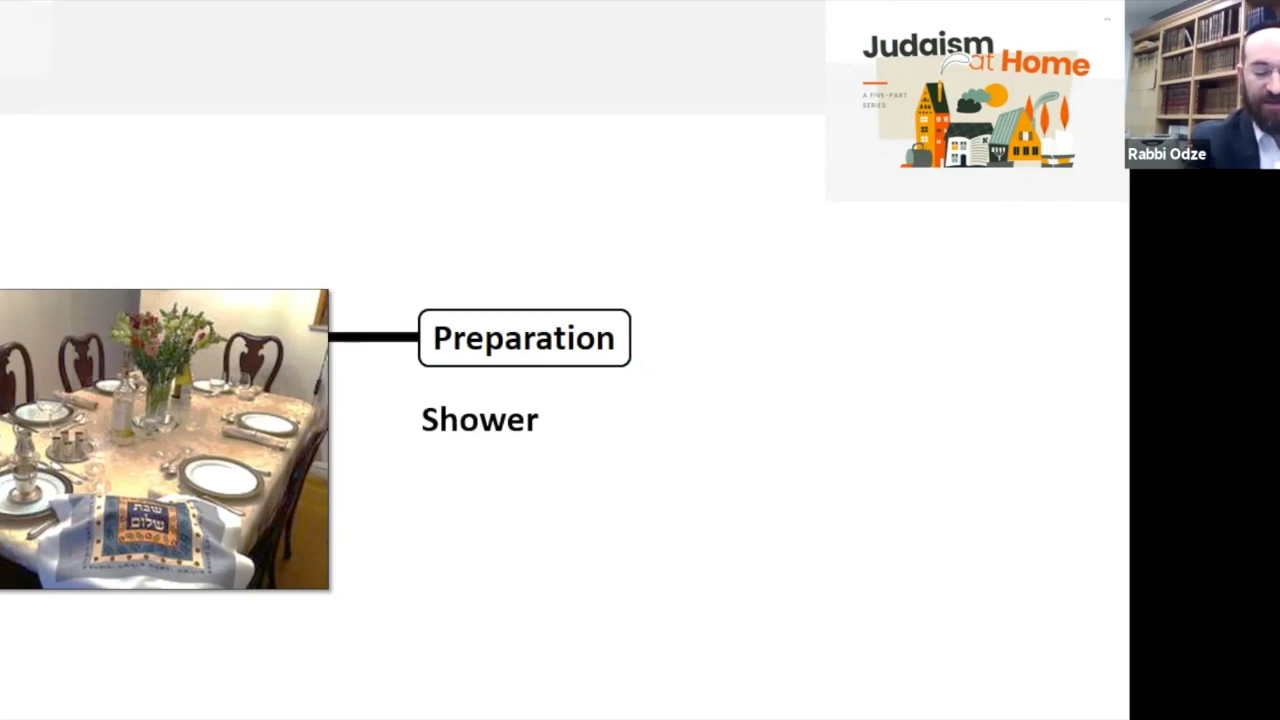 Judaism
at Home
A FIVE-PART
SERIES
Rabbi Odze
Preparation
Shower
שבת
שלום